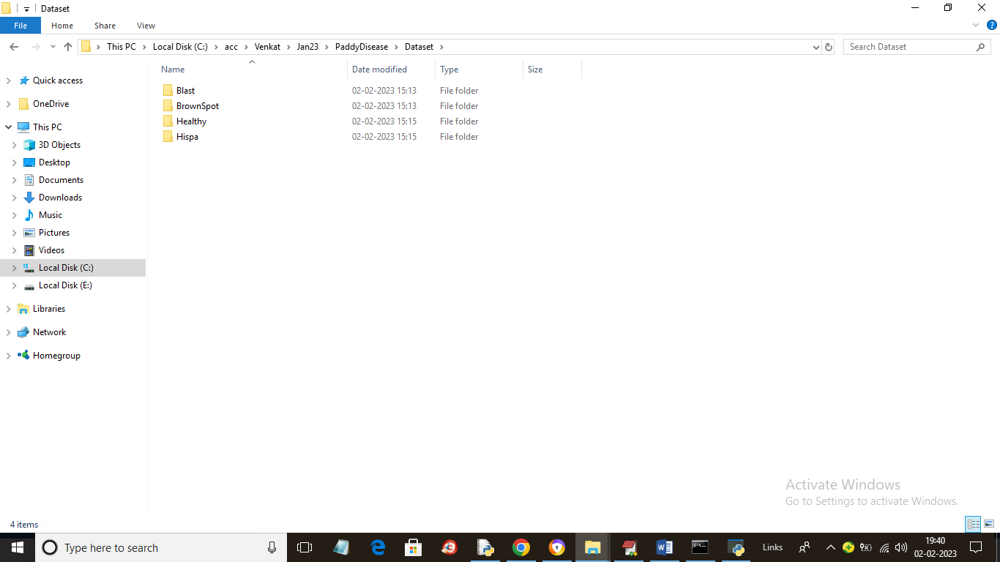 Dataset
File Home Share View
This PC Local Disk (C:) acc Venkat Jan23 PaddyDisease Dataset
Search Dataset
Name Date modified Type Size
Blast 02-02-2023 15:13 File folder
BrownSpot 02-02-2023 15:13 File folder
Healthy 02-02-2023 15:15 File folder
Hispa 02-02-2023 15:15 File folder
Quick access
OneDrive
This PC
3D Objects
Desktop
Documents
Downloads
Music
Pictures
Videos
Local Disk (C:)
Local Disk (E:)
Libraries
Network
Homegroup
Activate Windows
Go to Settings to activate Windows.
4 items
Type here to search
Links
19:40
02-02-2023